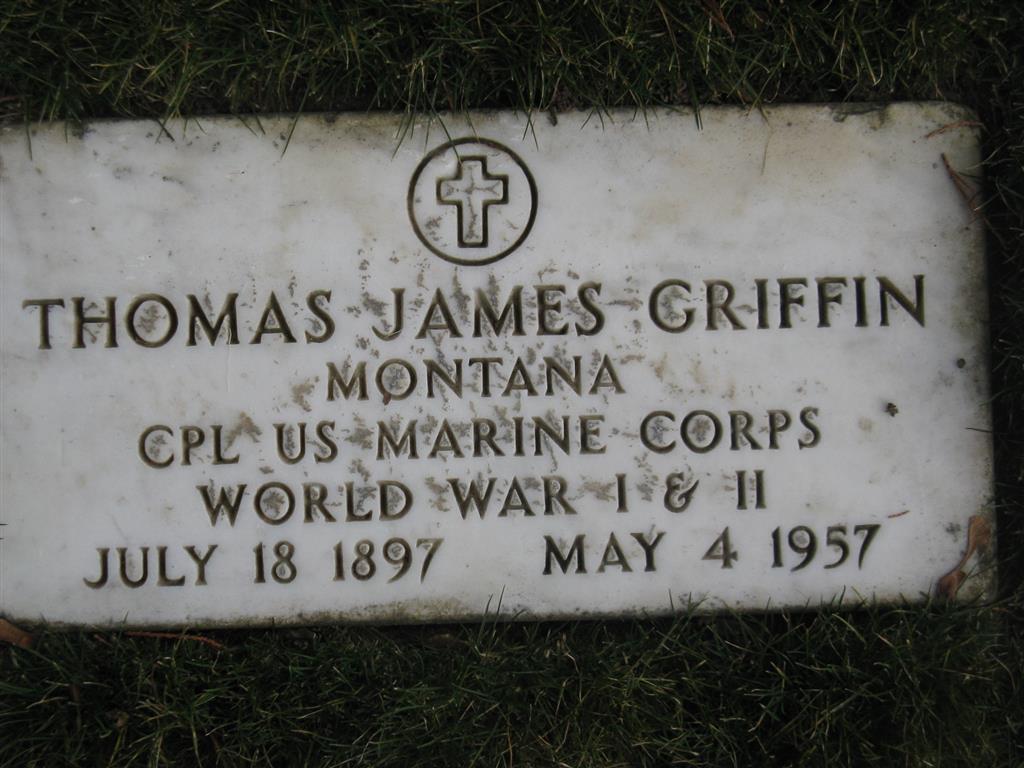 THOMAS JAMES GRIFFIN
MONTANA
CPL US MARINE CORPS
WORLD WAR I & II
JULY 18 1897 MAY 4 1957